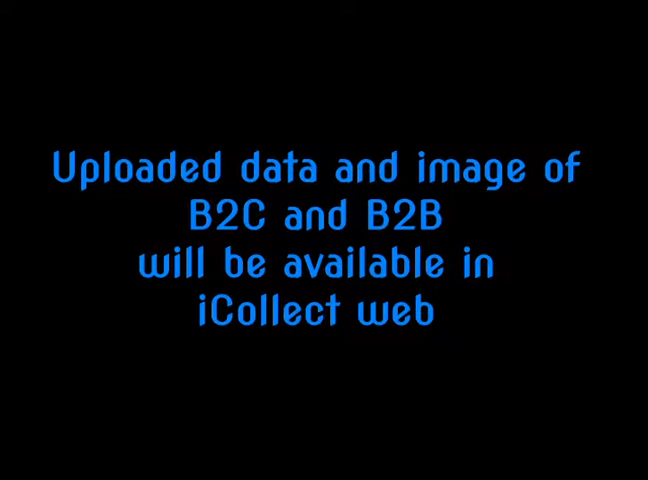 Uploaded data and image of
B2C and B2B
will be available in
iCollect web